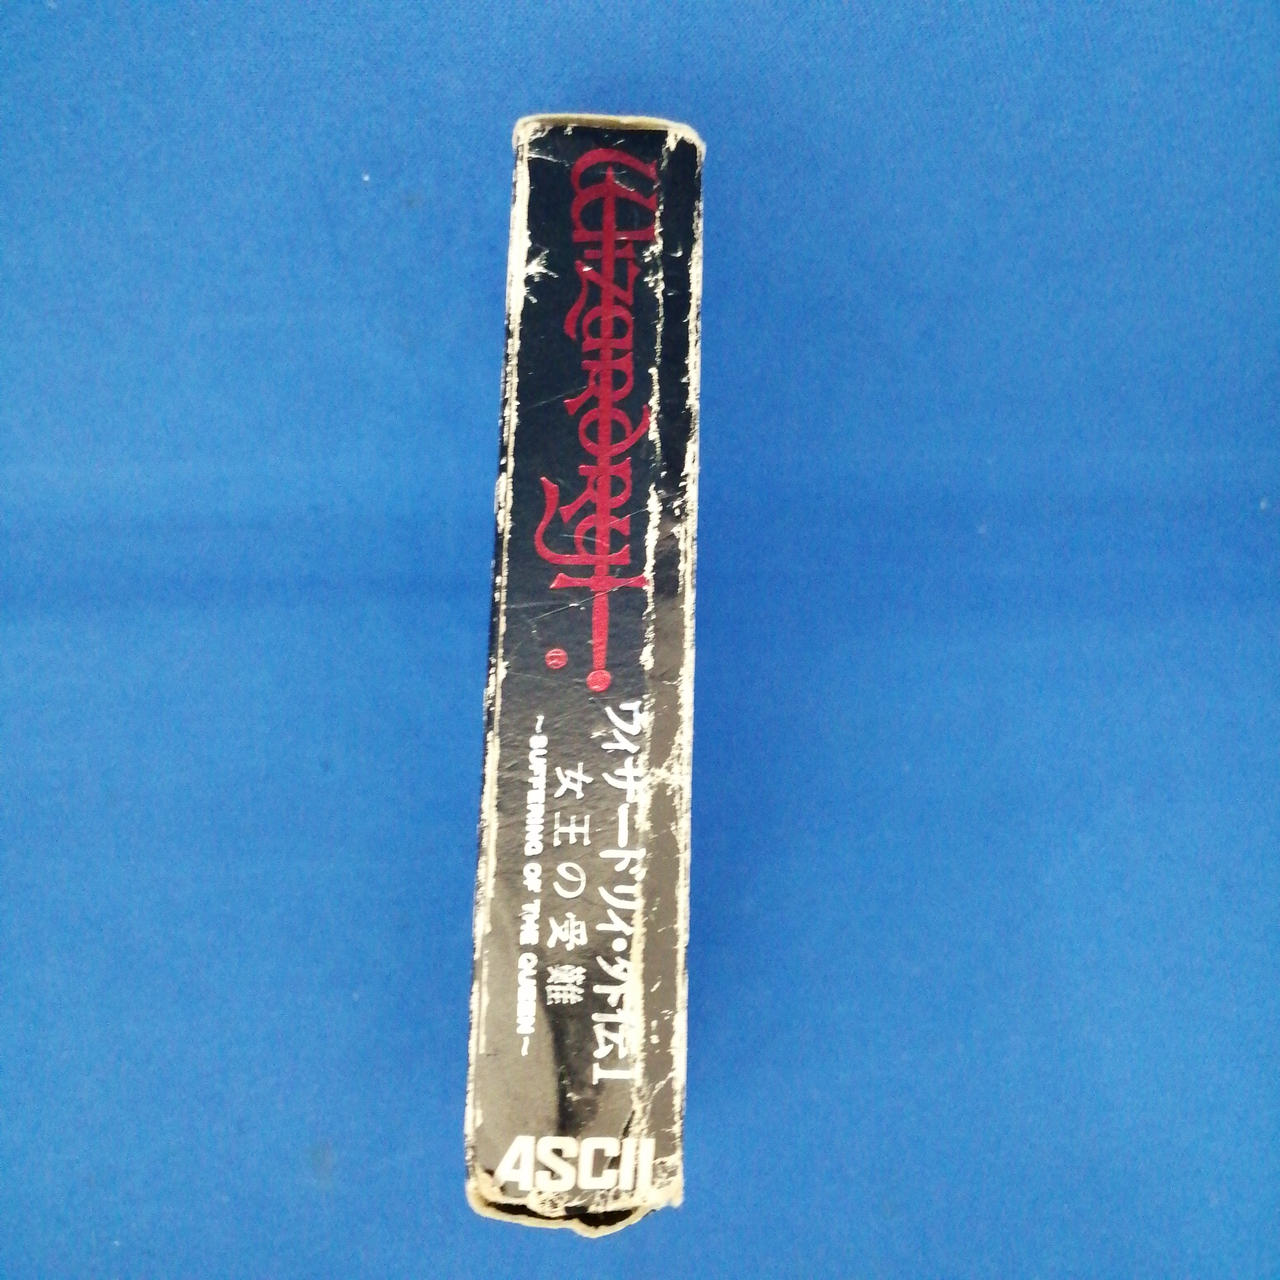 Wizardry
ウィザードリィ・外伝I
女王の受難
~SUFFERING OF THE QUEEN~
ASCII